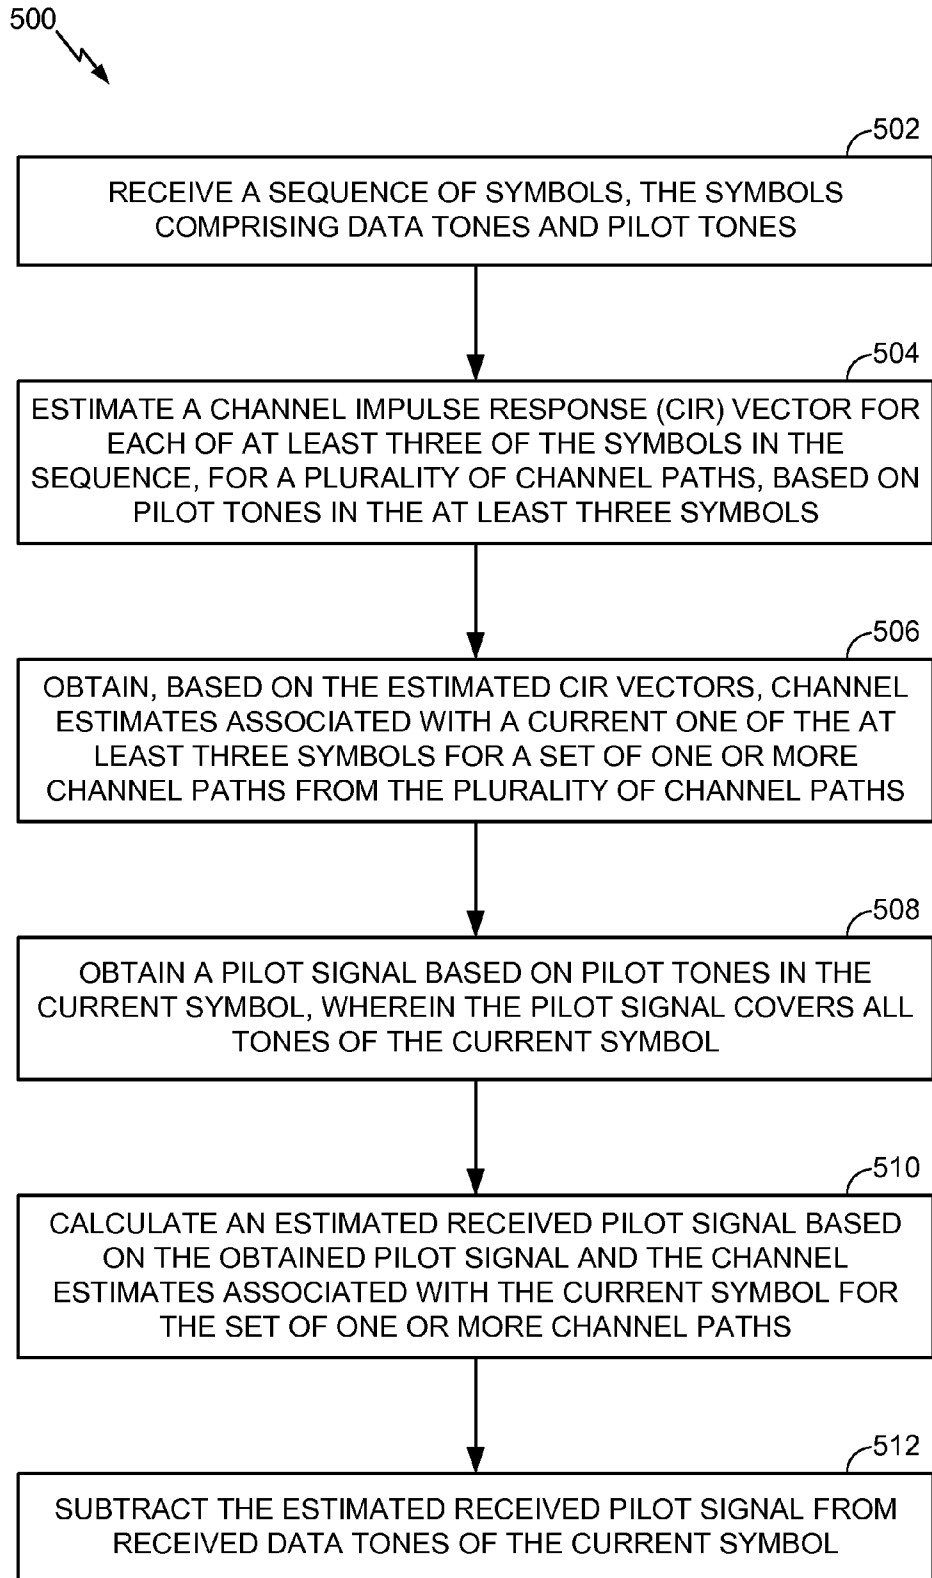 500
502
RECEIVE A SEQUENCE OF SYMBOLS, THE SYMBOLS
COMPRISING DATA TONES AND PILOT TONES
504
ESTIMATE A CHANNEL IMPULSE RESPONSE (CIR) VECTOR FOR
EACH OF AT LEAST THREE OF THE SYMBOLS IN THE
SEQUENCE, FOR A PLURALITY OF CHANNEL PATHS, BASED ON
PILOT TONES IN THE AT LEAST THREE SYMBOLS
506
OBTAIN, BASED ON THE ESTIMATED CIR VECTORS, CHANNEL
ESTIMATES ASSOCIATED WITH A CURRENT ONE OF THE AT
LEAST THREE SYMBOLS FOR A SET OF ONE OR MORE
CHANNEL PATHS FROM THE PLURALITY OF CHANNEL PATHS
508
OBTAIN A PILOT SIGNAL BASED ON PILOT TONES IN THE
CURRENT SYMBOL, WHEREIN THE PILOT SIGNAL COVERS ALL
TONES OF THE CURRENT SYMBOL
510
CALCULATE AN ESTIMATED RECEIVED PILOT SIGNAL BASED
ON THE OBTAINED PILOT SIGNAL AND THE CHANNEL
ESTIMATES ASSOCIATED WITH THE CURRENT SYMBOL FOR
THE SET OF ONE OR MORE CHANNEL PATHS
512
SUBTRACT THE ESTIMATED RECEIVED PILOT SIGNAL FROM
RECEIVED DATA TONES OF THE CURRENT SYMBOL